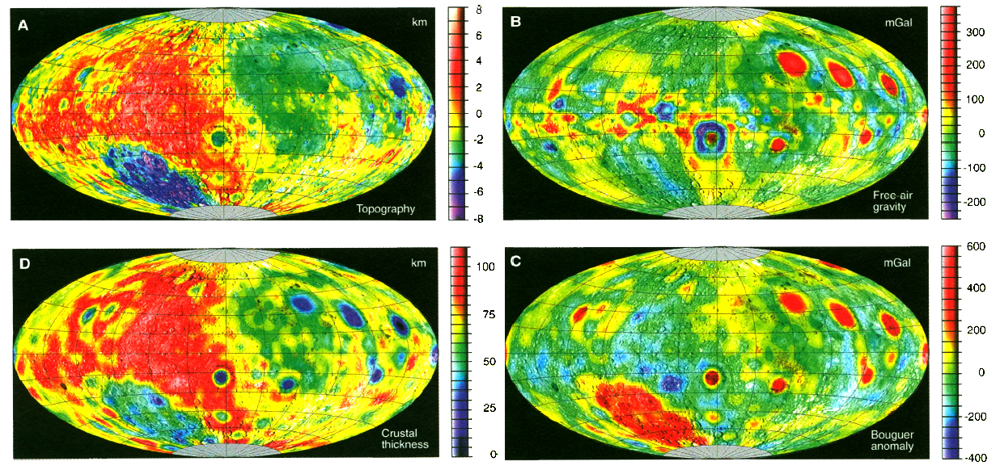 A
km
Topography
8
6
4
2
0
-2
-4
-6
-8
B
mGal
Free-air
gravity
300
200
100
0
-100
-200
D
km
Crustal
thickness
100
75
50
25
0
C
mGal
Bouguer
anomaly
600
400
200
0
-200
-400